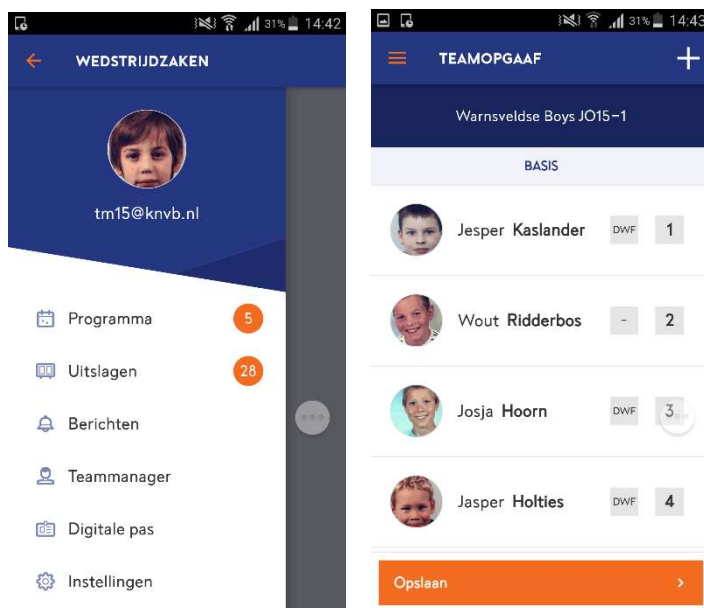 31% 14:42
WEDSTRIJDZAKEN
tm15@knvb.nl
Programma 5
Uitslagen 28
Berichten
Teammanager
Digitale pas
Instellingen
31% 14:43
TEAMOPGAAF
Warnsveldse Boys JO15-1
BASIS
Jesper Kaslander DWF 1
Wout Ridderbos - 2
Josja Hoorn DWF 3
Jasper Holties DWF 4
Opslaan